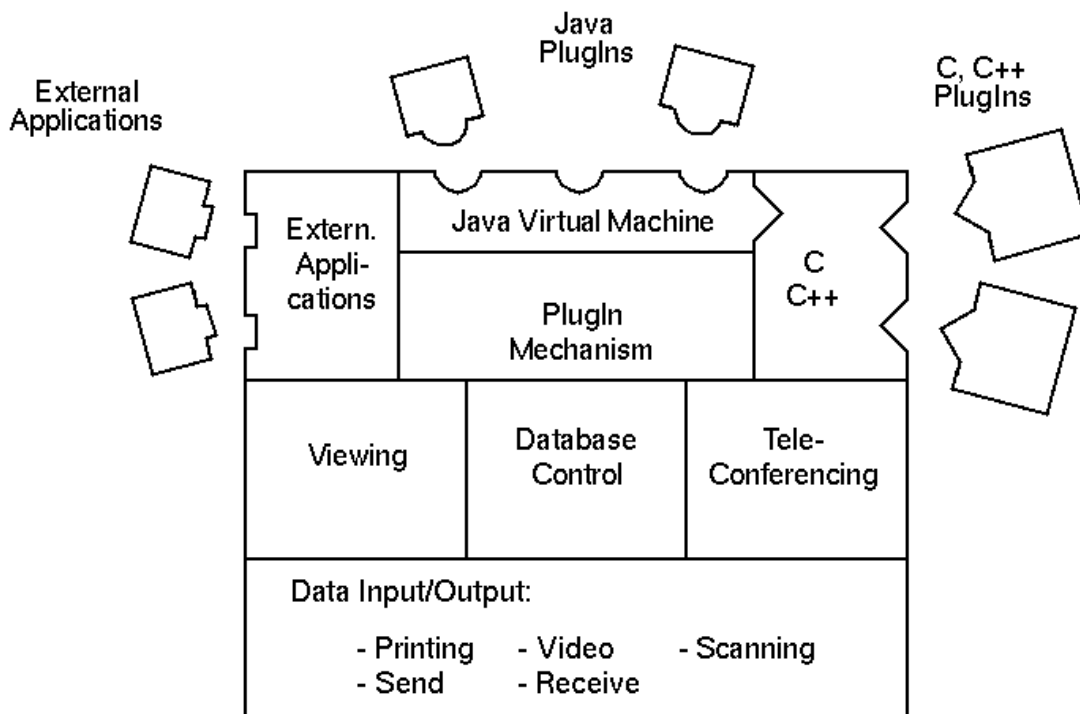 Java
PlugIns
External
Applications
C, C++
PlugIns
Extern.
Appli-
cations
Java Virtual Machine
C
C++
PlugIn
Mechanism
Viewing
Database
Control
Tele-
Conferencing
Data Input/Output:
- Printing - Video - Scanning
- Send - Receive